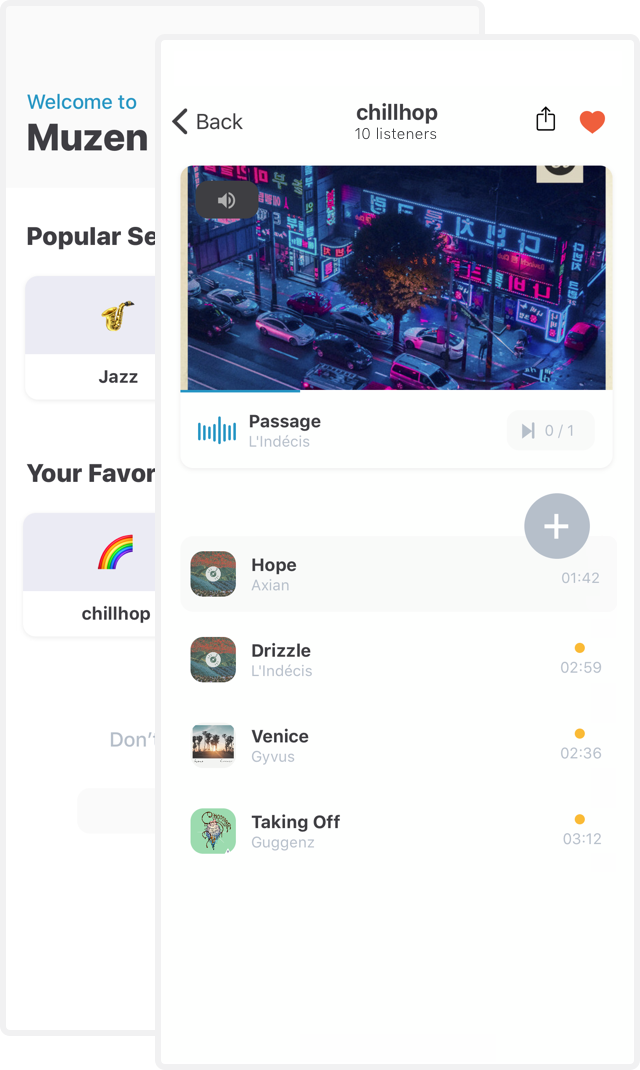 Welcome to
Muzen
Popular Se
Jazz
Your Favor
chillhop
Don't
Back
chillhop
10 listeners
Passage
L'Indécis
0 / 1
Hope
Axian
01:42
Drizzle
L'Indécis
02:59
Venice
Gyvus
02:36
Taking Off
Guggenz
03:12